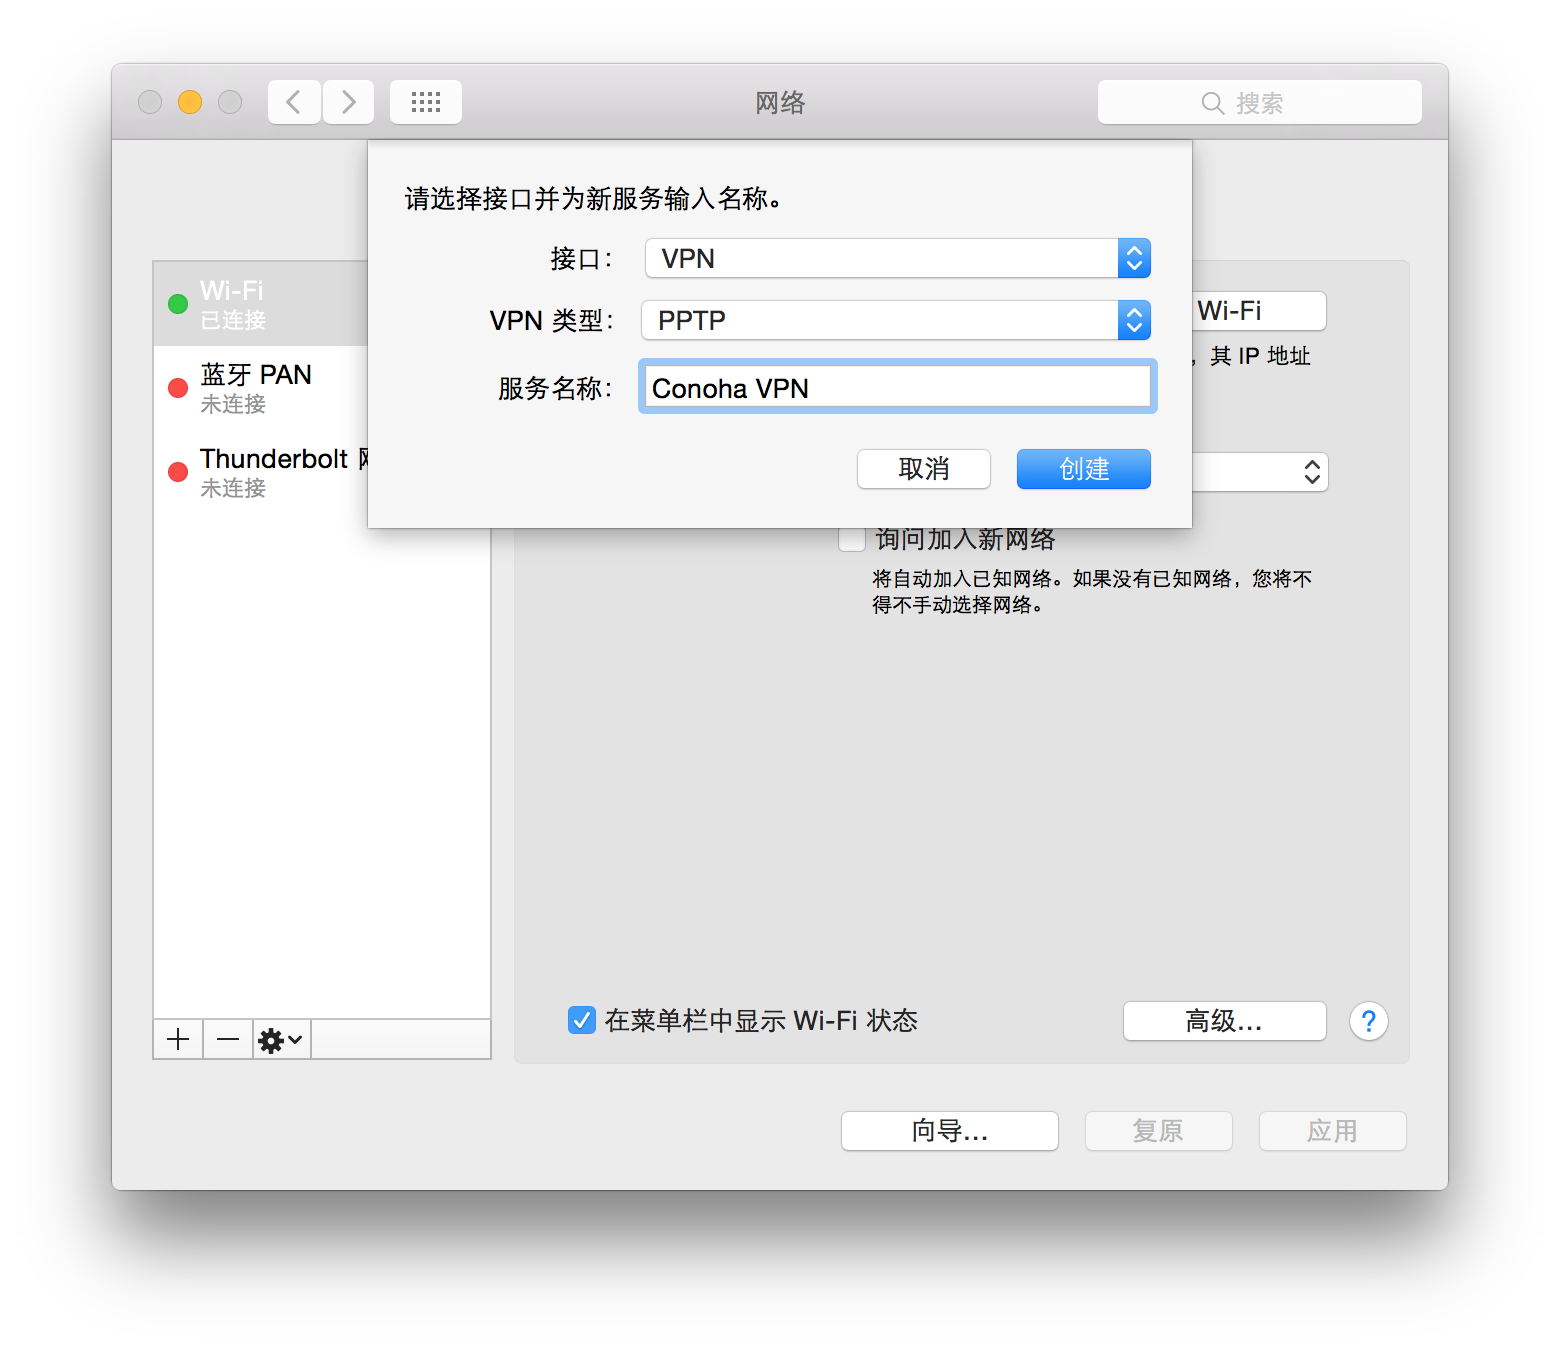 网络
搜索
请选择接口并为新服务输入名称。
接口：
VPN
VPN 类型：
PPTP
服务名称：
Conoha VPN
取消
创建
Wi-Fi
已连接
蓝牙 PAN
未连接
Thunderbolt
未连接
Wi-Fi
，其 IP 地址
询问加入新网络
将自动加入已知网络。如果没有已知网络，您将不
得不手动选择网络。
在菜单栏中显示 Wi-Fi 状态
高级...
?
向导...
复原
应用